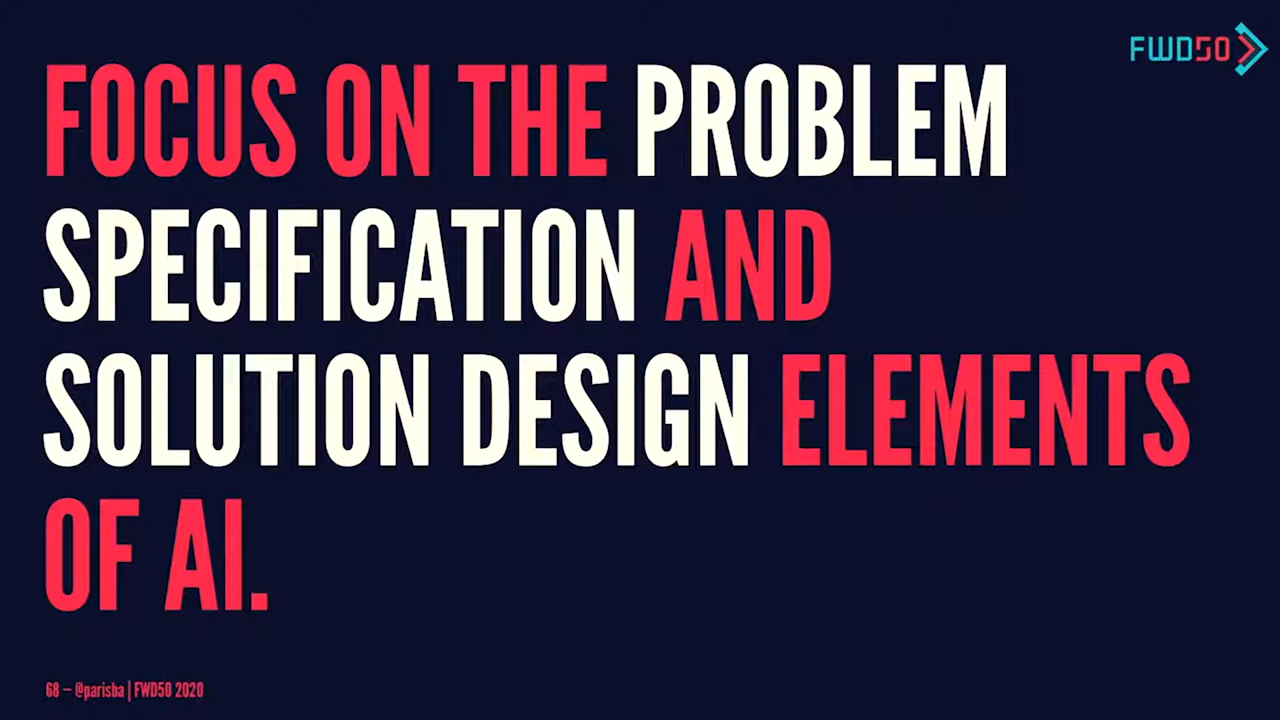 FWD50
FOCUS ON THE PROBLEM
SPECIFICATION AND
SOLUTION DESIGN ELEMENTS
OF AI.
68 — @parisba | FWD50 2020